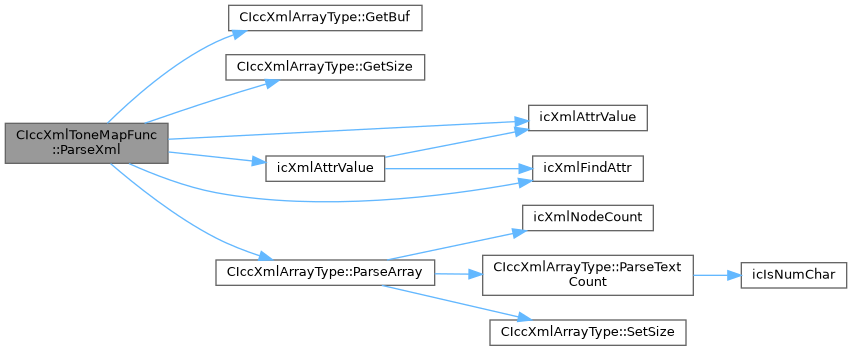 CIccXmlToneMapFunc
::ParseXml
CIccXmlArrayType::GetBuf
CIccXmlArrayType::GetSize
icXmlAttrValue
icXmlAttrValue
icXmlFindAttr
CIccXmlArrayType::ParseArray
icXmlNodeCount
CIccXmlArrayType::ParseText
Count
icIsNumChar
CIccXmlArrayType::SetSize